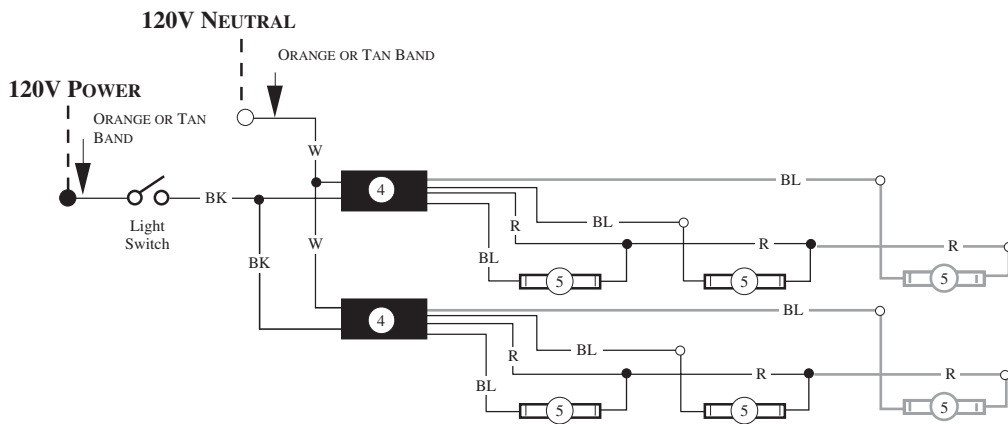 120V NEUTRAL
ORANGE OR TAN BAND
120V POWER
ORANGE OR TAN
BAND
W
4
BL
BK
Light
Switch
BL
R
R
R
BL
W
BK
5
5
5
4
BL
BL
R
R
R
BL
5
5
5